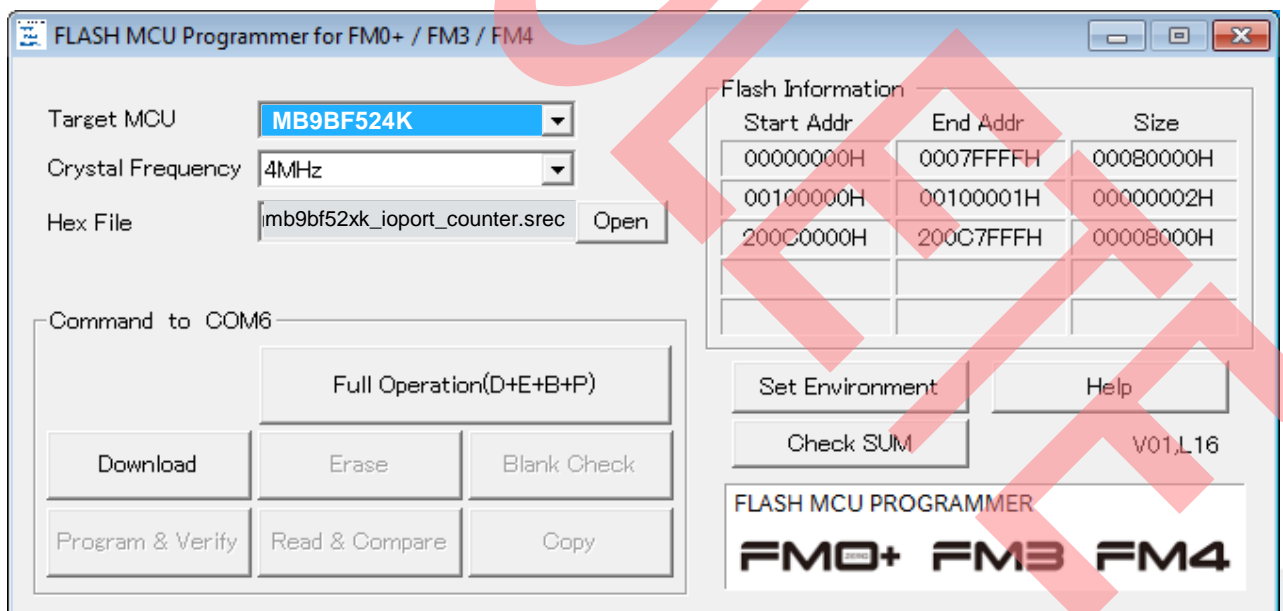 FLASH MCU Programmer for FM0+ / FM3 / FM4
Target MCU
MB9BF524K
Crystal Frequency
4MHz
Hex File
mb9bf52xk_ioport_counter.srec
Open
Flash Information
Start Addr End Addr Size
00000000H 0007FFFFH 00080000H
00100000H 00100001H 00000002H
200C0000H 200C7FFFH 00008000H
Command to COM6
Full Operation(D+E+B+P)
Download Erase Blank Check
Program & Verify Read & Compare Copy
Set Environment Help
Check SUM V01,L16
FLASH MCU PROGRAMMER
FM0+ FM3 FM4